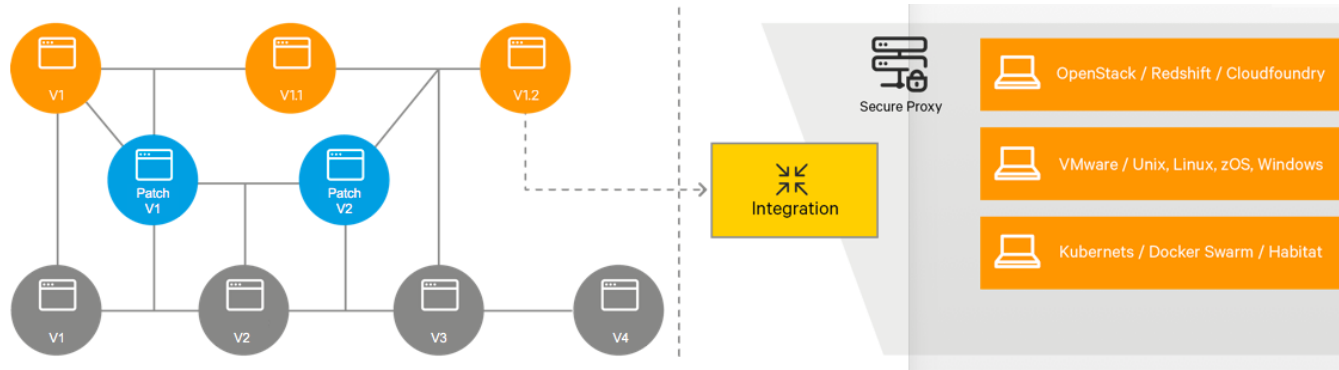 V1
V1.1
V1.2
Patch
V1
Patch
V2
V1
V2
V3
V4
Integration
Secure Proxy
OpenStack / Redshift / Cloudfoundry
VMware / Unix, Linux, zOS, Windows
Kubernets / Docker Swarm / Habitat